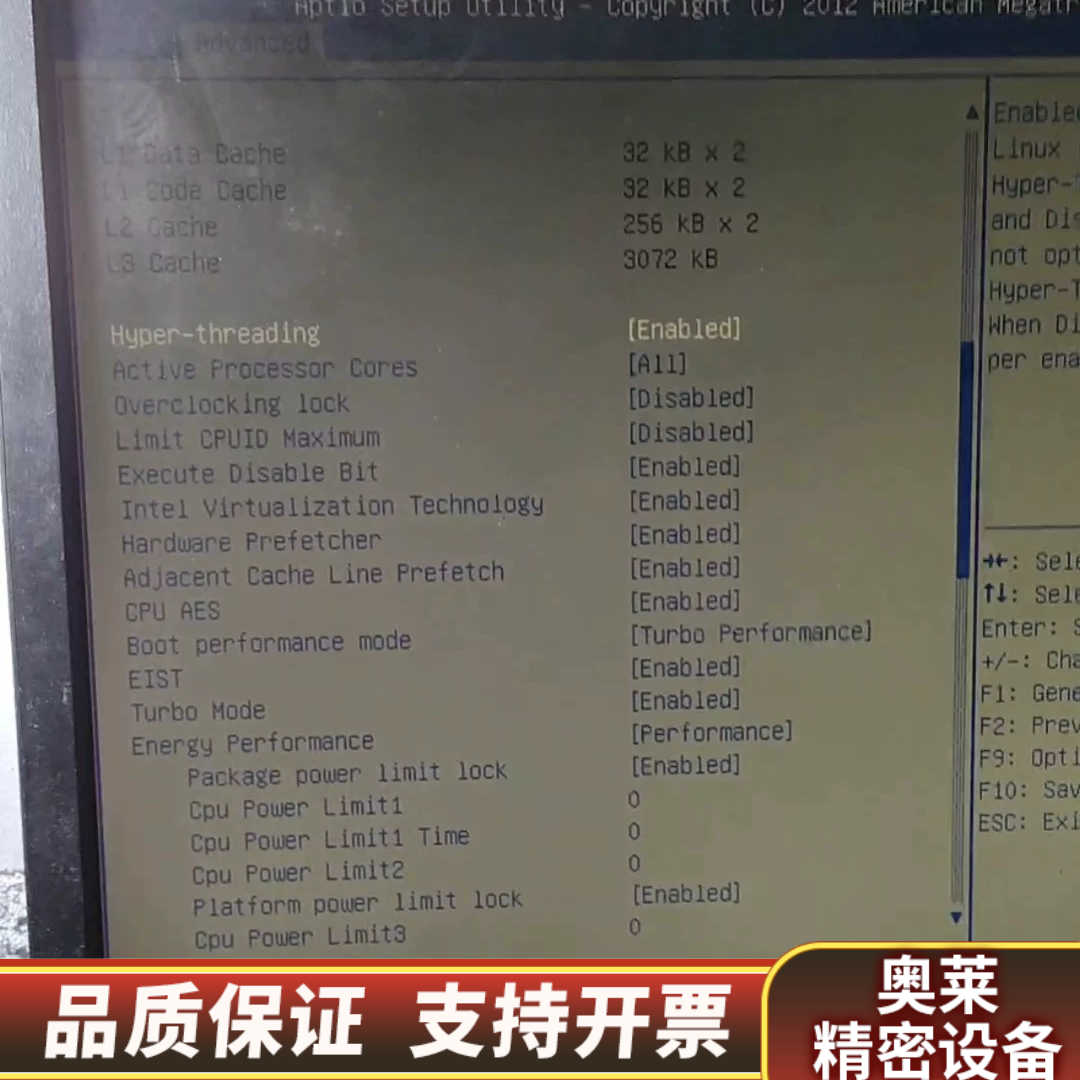 Aptio Setup Utility - Copyright (C) 2012 American
Advanced
L1 Data Cache 32 kB x 2
L1 Code Cache 32 kB x 2
L2 Cache 256 kB x 2
L3 Cache 3072 kB
Hyper-threading [Enabled]
Active Processor Cores [All]
Overclocking lock [Disabled]
Limit CPUID Maximum [Disabled]
Execute Disable Bit [Enabled]
Intel Virtualization Technology [Enabled]
Hardware Prefetcher [Enabled]
Adjacent Cache Line Prefetch [Enabled]
CPU AES [Enabled]
Boot performance mode [Turbo Performance]
EIST [Enabled]
Turbo Mode [Enabled]
Energy Performance [Performance]
Package power limit lock [Enabled]
Cpu Power Limit1 0
Cpu Power Limit1 Time 0
Cpu Power Limit2 0
Platform power limit lock [Enabled]
Cpu Power Limit3 0
Enabled
Linux
Hyper-
and Dis
not opt
Hyper-T
When Di
per ena
→←: Sele
↑↓: Sele
Enter: S
+/-: Cha
F1: Gene
F2: Prev
F9: Opti
F10: Sav
ESC: Exi
品质保证 支持开票
奥莱
精密设备